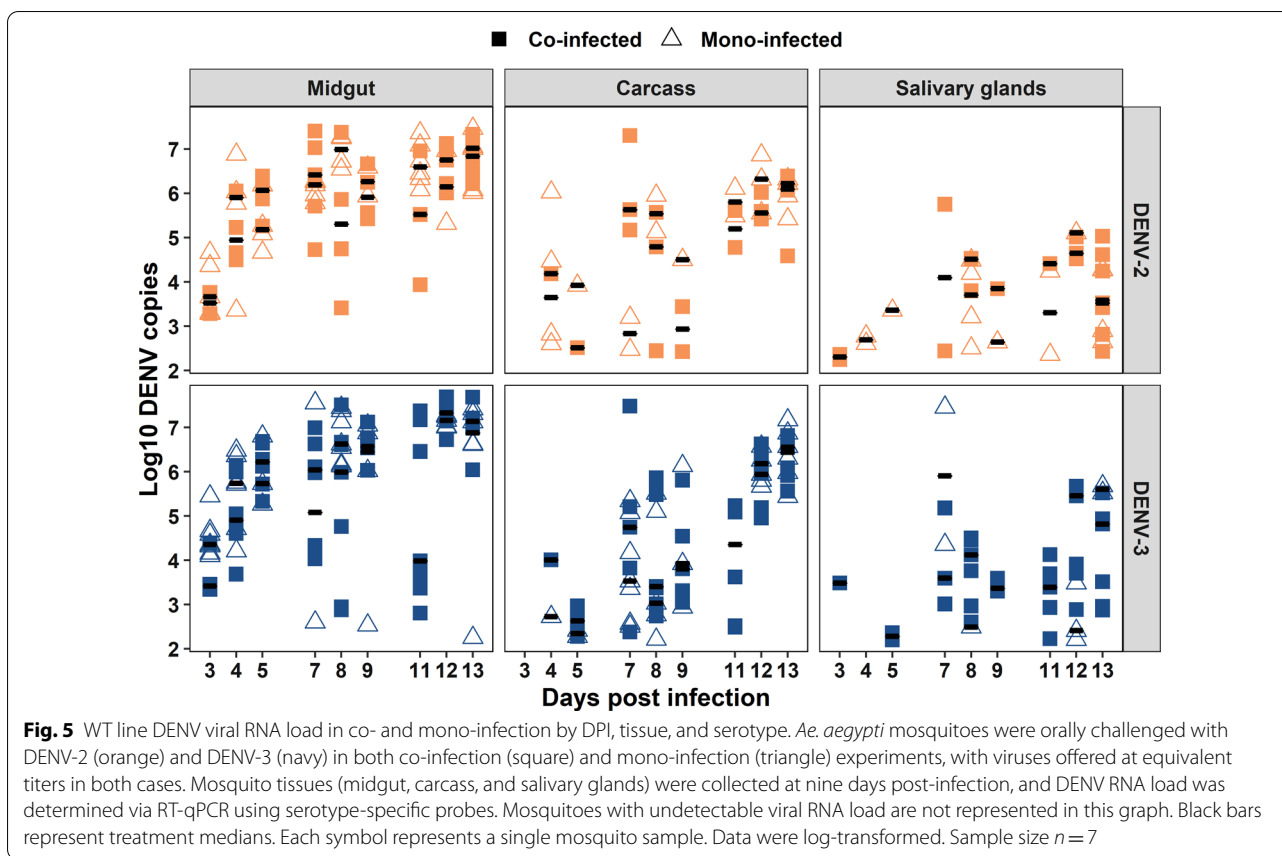 Co-infected Mono-infected
Midgut Carcass Salivary glands
Log10 DENV copies
7
6
5
4
3
2
DENV-2
7
6
5
4
3
2
DENV-3
3 4 5 7 8 9 11 12 13 3 4 5 7 8 9 11 12 13 3 4 5 7 8 9 11 12 13
Days post infection
Fig. 5 WT line DENV viral RNA load in co- and mono-infection by DPI, tissue, and serotype. Ae. aegypti mosquitoes were orally challenged with
DENV-2 (orange) and DENV-3 (navy) in both co-infection (square) and mono-infection (triangle) experiments, with viruses offered at equivalent
titers in both cases. Mosquito tissues (midgut, carcass, and salivary glands) were collected at nine days post-infection, and DENV RNA load was
determined via RT-qPCR using serotype-specific probes. Mosquitoes with undetectable viral RNA load are not represented in this graph. Black bars
represent treatment medians. Each symbol represents a single mosquito sample. Data were log-transformed. Sample size n = 7